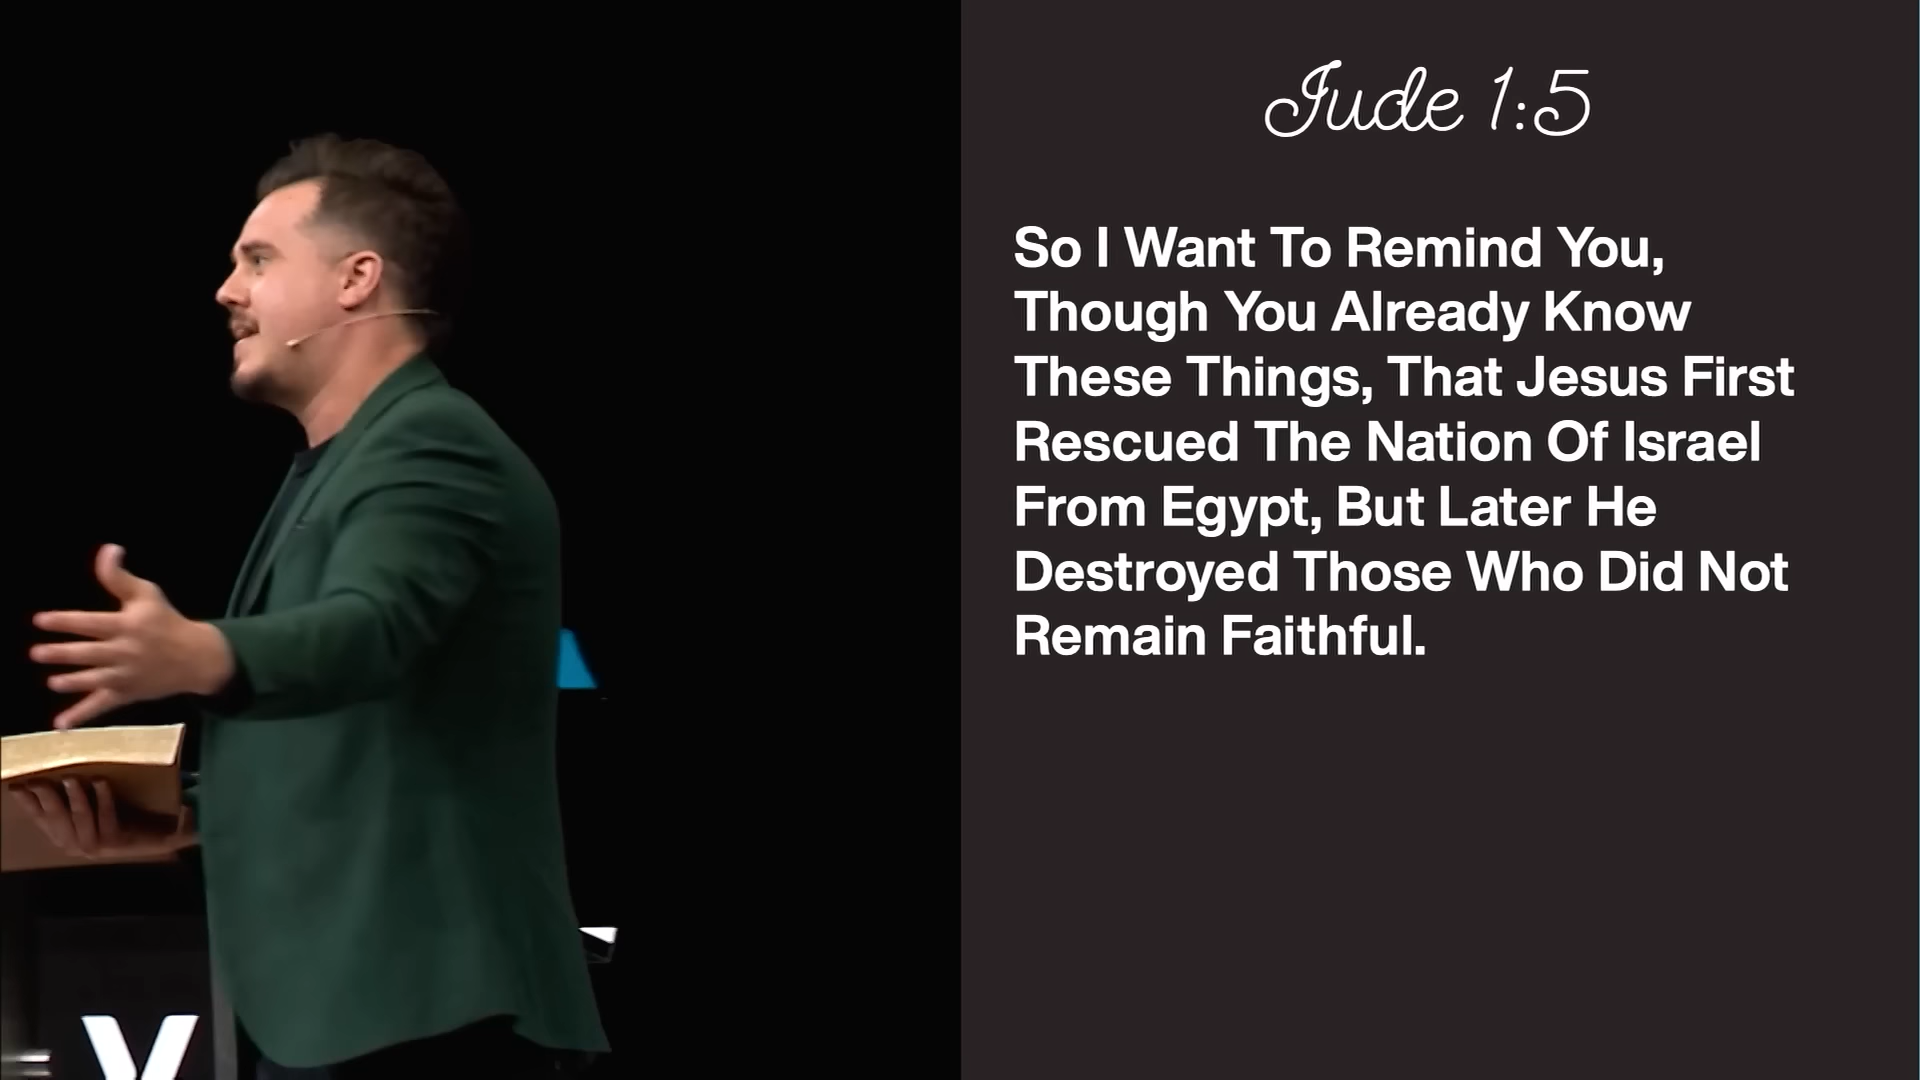 Jude 1:5
So I Want To Remind You,
Though You Already Know
These Things, That Jesus First
Rescued The Nation Of Israel
From Egypt, But Later He
Destroyed Those Who Did Not
Remain Faithful.
V